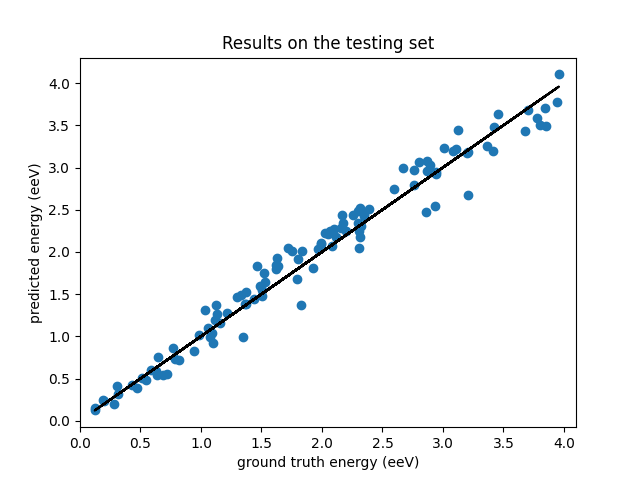 Results on the testing set
predicted energy (eeV)
4.0
3.5
3.0
2.5
2.0
1.5
1.0
0.5
0.0
0.0 0.5 1.0 1.5 2.0 2.5 3.0 3.5 4.0
ground truth energy (eeV)